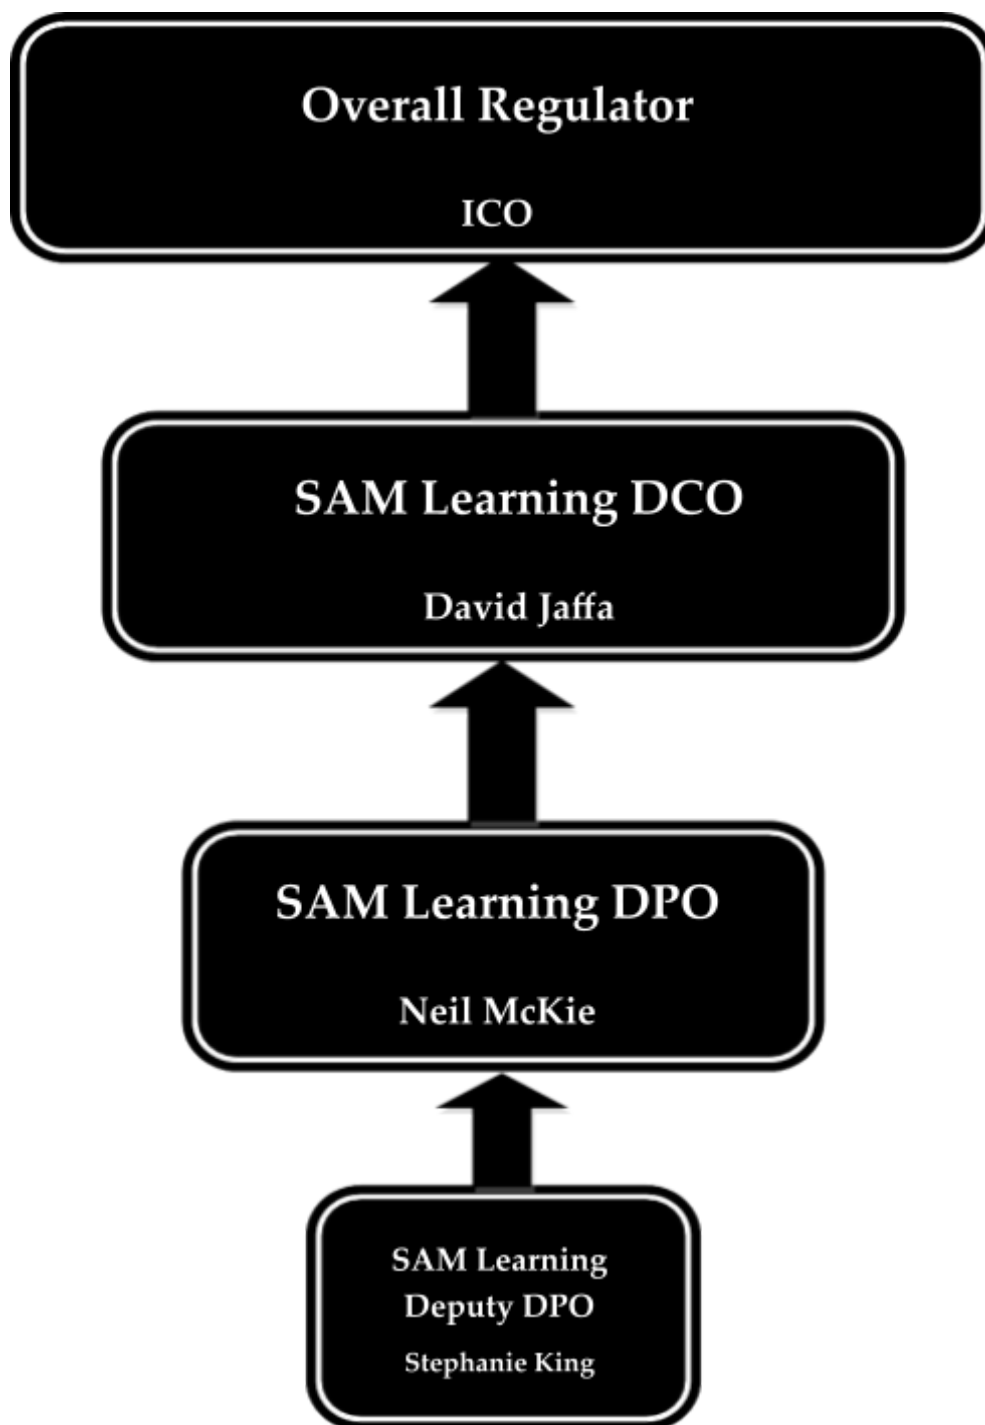 Overall Regulator
ICO
SAM Learning DCO
David Jaffa
SAM Learning DPO
Neil McKie
SAM Learning
Deputy DPO
Stephanie King